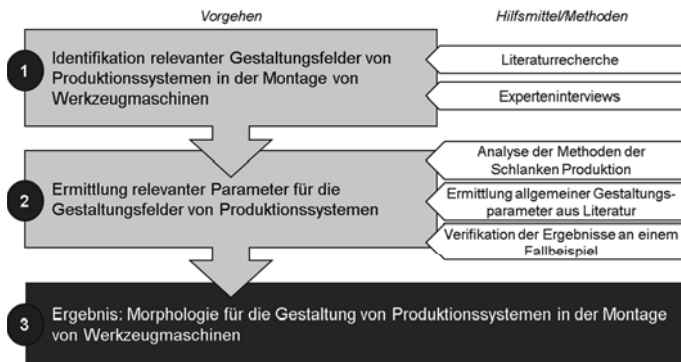 Vorgehen
Hilfsmittel/Methoden
1
Identifikation relevanter Gestaltungsfelder von
Produktionssystemen in der Montage von
Werkzeugmaschinen
Literaturrecherche
Experteninterviews
2
Ermittlung relevanter Parameter für die
Gestaltungsfelder von Produktionssystemen
Analyse der Methoden der
Schlanken Produktion
Ermittlung allgemeiner Gestaltungs-
parameter aus Literatur
Verifikation der Ergebnisse an einem
Fallbeispiel
3
Ergebnis: Morphologie für die Gestaltung von Produktionssystemen in der Montage
von Werkzeugmaschinen